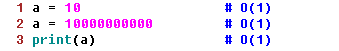 1 a = 10 # O(1)
2 a = 10000000000 # O(1)
3 print(a) # O(1)